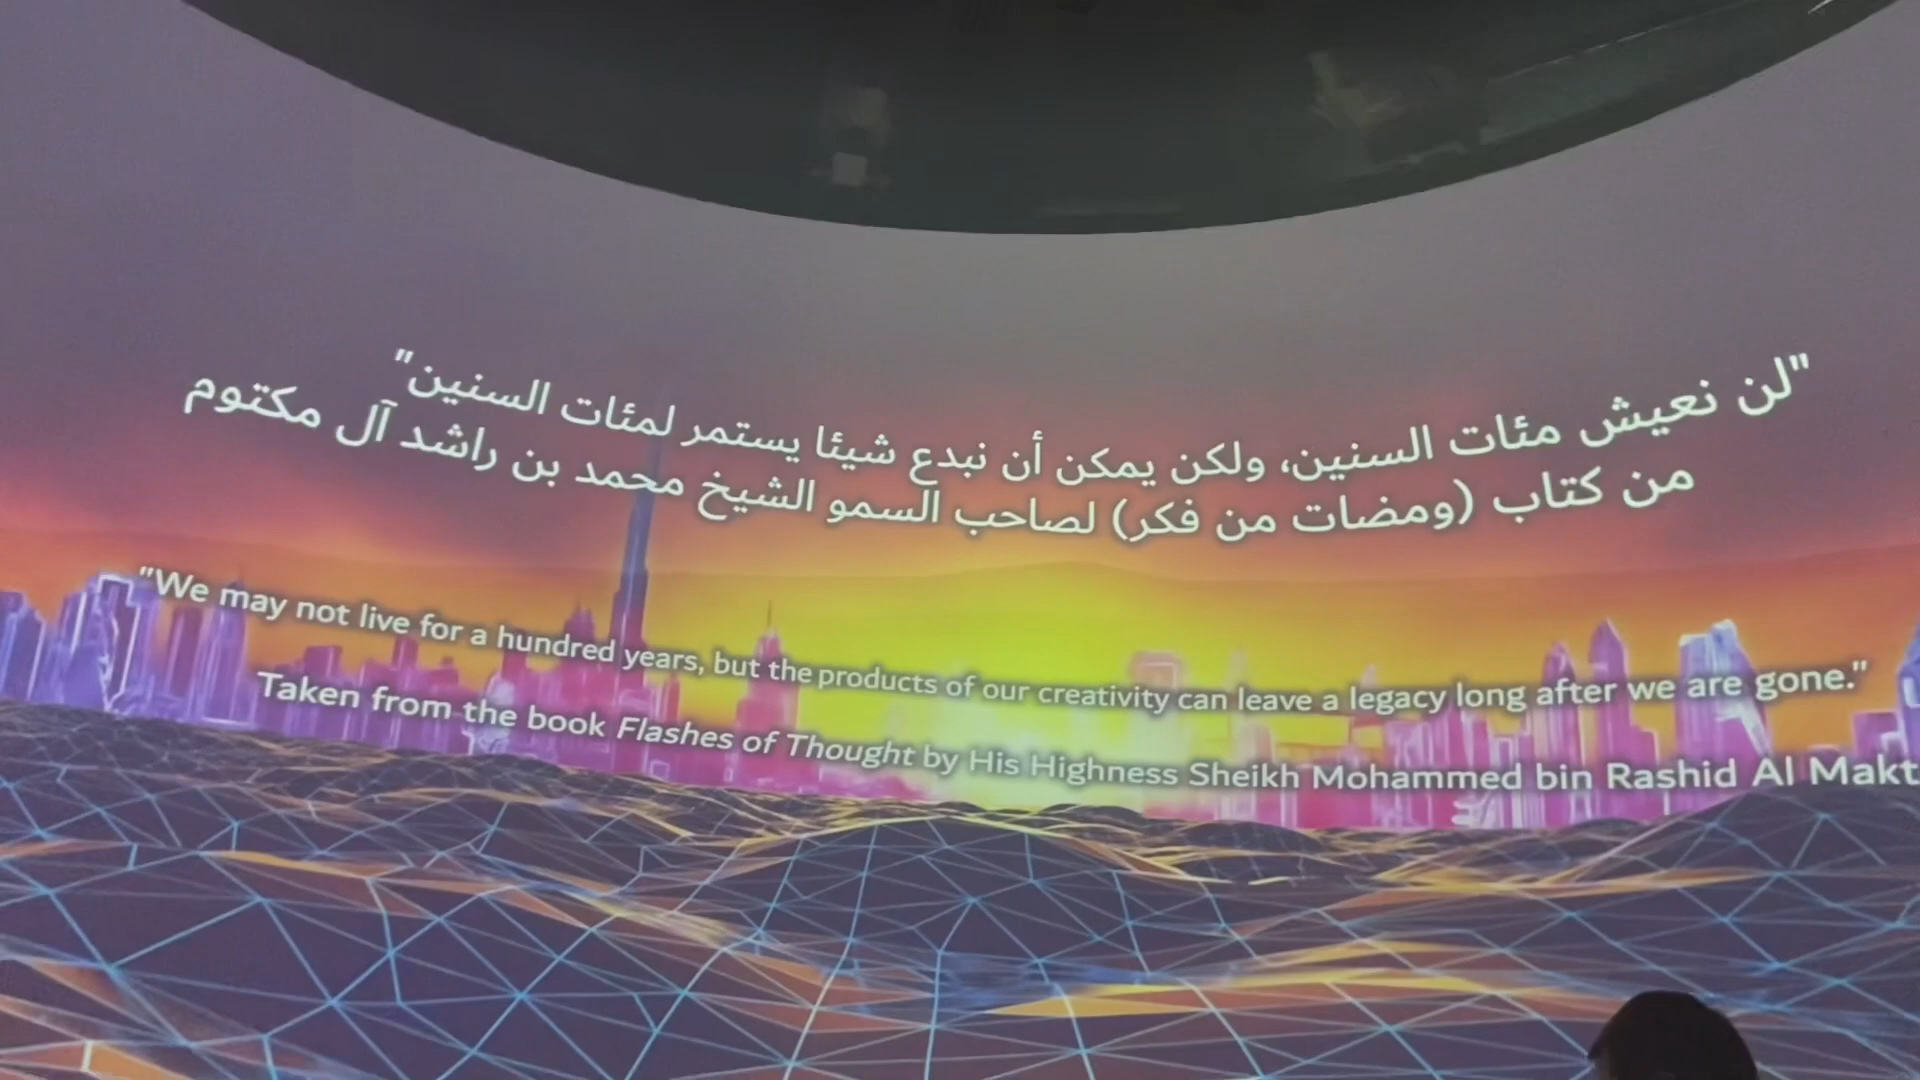 "لن نعيش مئات السنين، ولكن يمكن أن نبدع شيئا يستمر لمئات السنين"
من كتاب (ومضات من فكر) لصاحب السمو الشيخ محمد بن راشد آل مكتوم
"We may not live for a hundred years, but the products of our creativity can leave a legacy long after we are gone."
Taken from the book Flashes of Thought by His Highness Sheikh Mohammed bin Rashid Al Makt